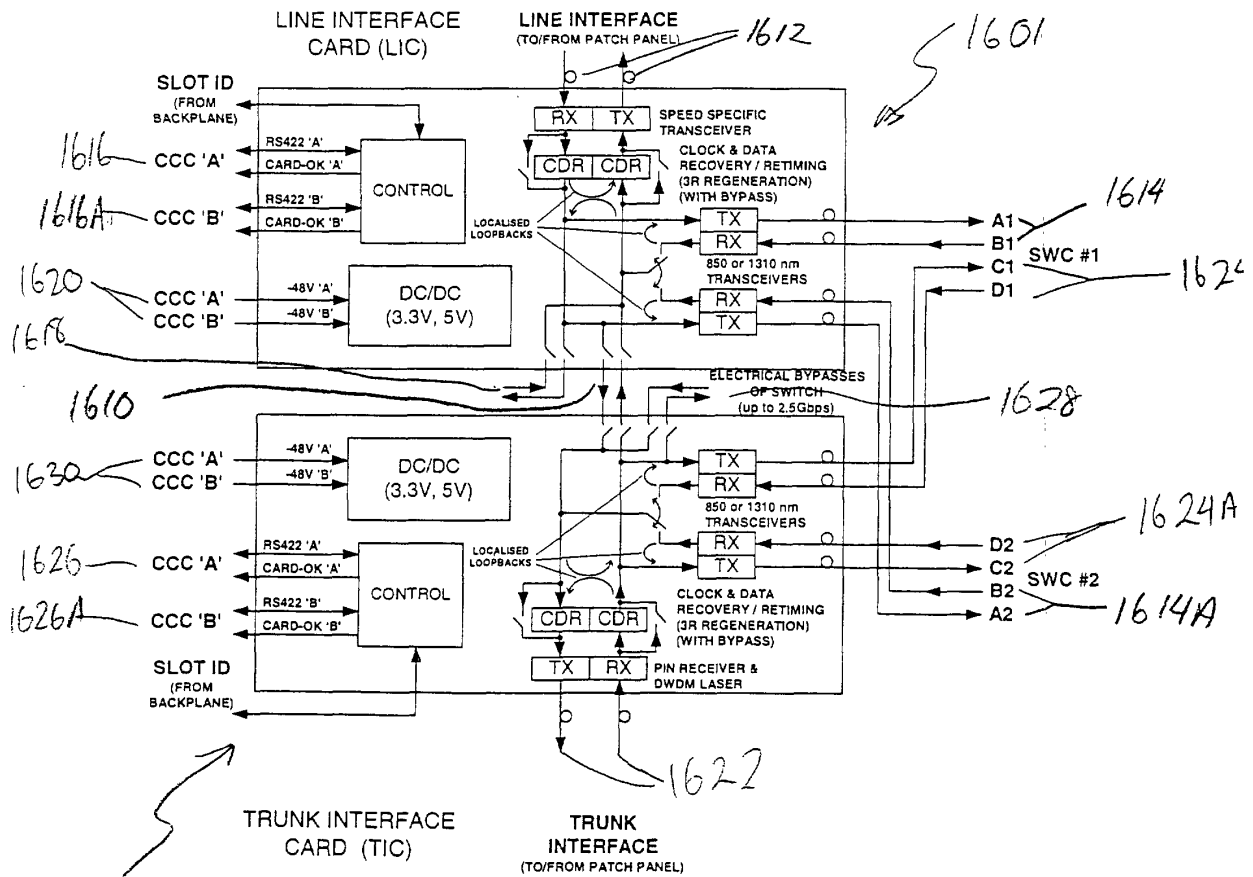 LINE INTERFACE
CARD (LIC)
LINE INTERFACE
(TO/FROM PATCH PANEL)
1612
1601
SLOT ID
(FROM
BACKPLANE)
RX TX
SPEED SPECIFIC
TRANSCEIVER
1616
CCC 'A'
RS422 'A'
CARD-OK 'A'
CONTROL
CDR CDR
CLOCK & DATA
RECOVERY / RETIMING
(3R REGENERATION)
(WITH BYPASS)
1616A
CCC 'B'
RS422 'B'
CARD-OK 'B'
LOCALISED
LOOPBACKS
TX
RX
850 or 1310 nm
TRANSCEIVERS
RX
TX
A1
B1
SWC #1
C1
D1
1614
1624
1620
CCC 'A'
CCC 'B'
-48V 'A'
-48V 'B'
DC/DC
(3.3V, 5V)
1618
1610
ELECTRICAL BYPASSES
OF SWITCH
(up to 2.5Gbps)
1628
1630
CCC 'A'
CCC 'B'
-48V 'A'
-48V 'B'
DC/DC
(3.3V, 5V)
TX
RX
850 or 1310 nm
TRANSCEIVERS
RX
TX
D2
C2
SWC #2
B2
A2
1624A
1614A
1626
CCC 'A'
RS422 'A'
CARD-OK 'A'
CONTROL
LOCALISED
LOOPBACKS
1626A
CCC 'B'
RS422 'B'
CARD-OK 'B'
CDR CDR
CLOCK & DATA
RECOVERY / RETIMING
(3R REGENERATION)
(WITH BYPASS)
SLOT ID
(FROM
BACKPLANE)
TX RX
PIN RECEIVER &
DWDM LASER
1622
TRUNK INTERFACE
CARD (TIC)
TRUNK
INTERFACE
(TO/FROM PATCH PANEL)